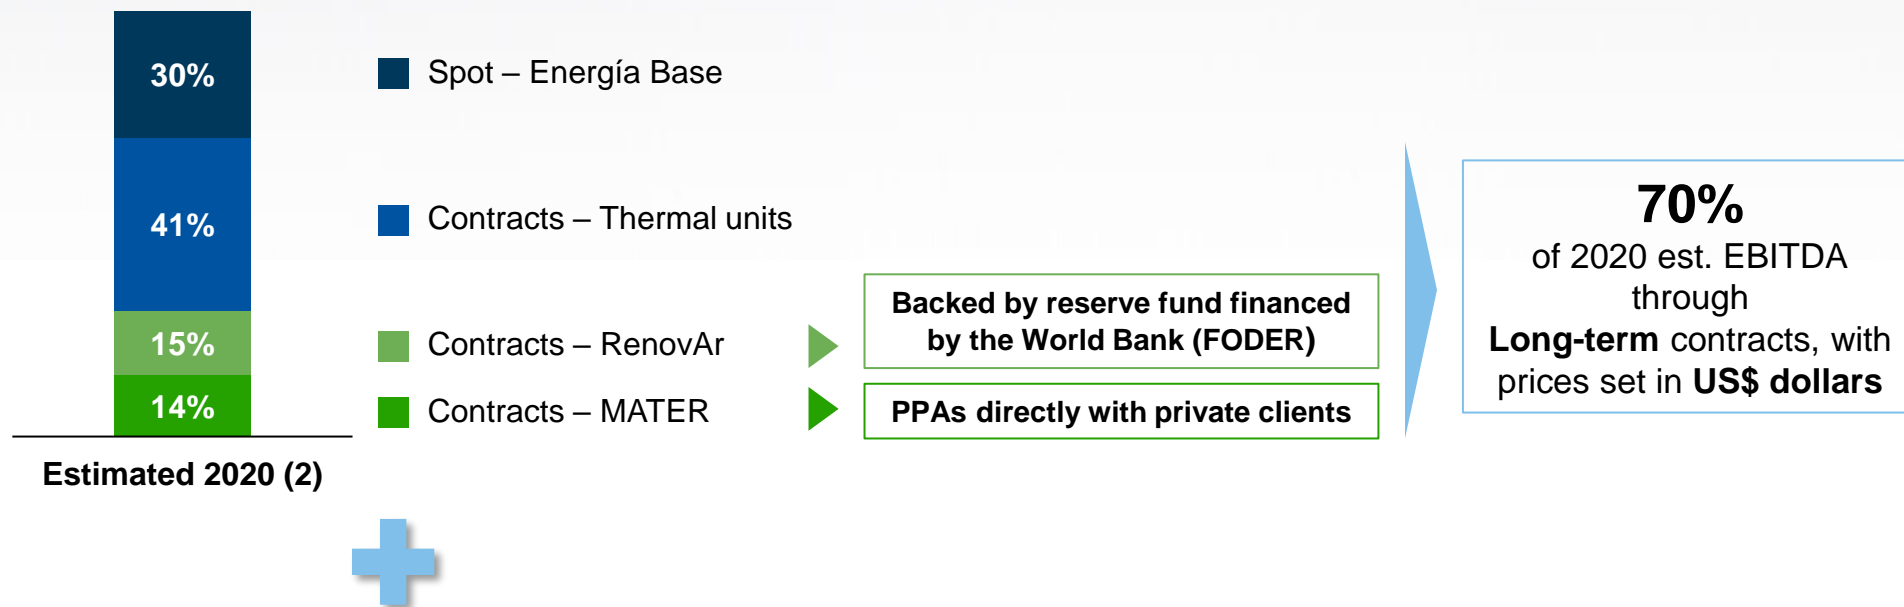 30%
Spot – Energía Base
41%
Contracts – Thermal units
15%
Contracts – RenovAr
Backed by reserve fund financed
by the World Bank (FODER)
14%
Contracts – MATER
PPAs directly with private clients
Estimated 2020 (2)
70%
of 2020 est. EBITDA
through
Long-term contracts, with
prices set in US$ dollars